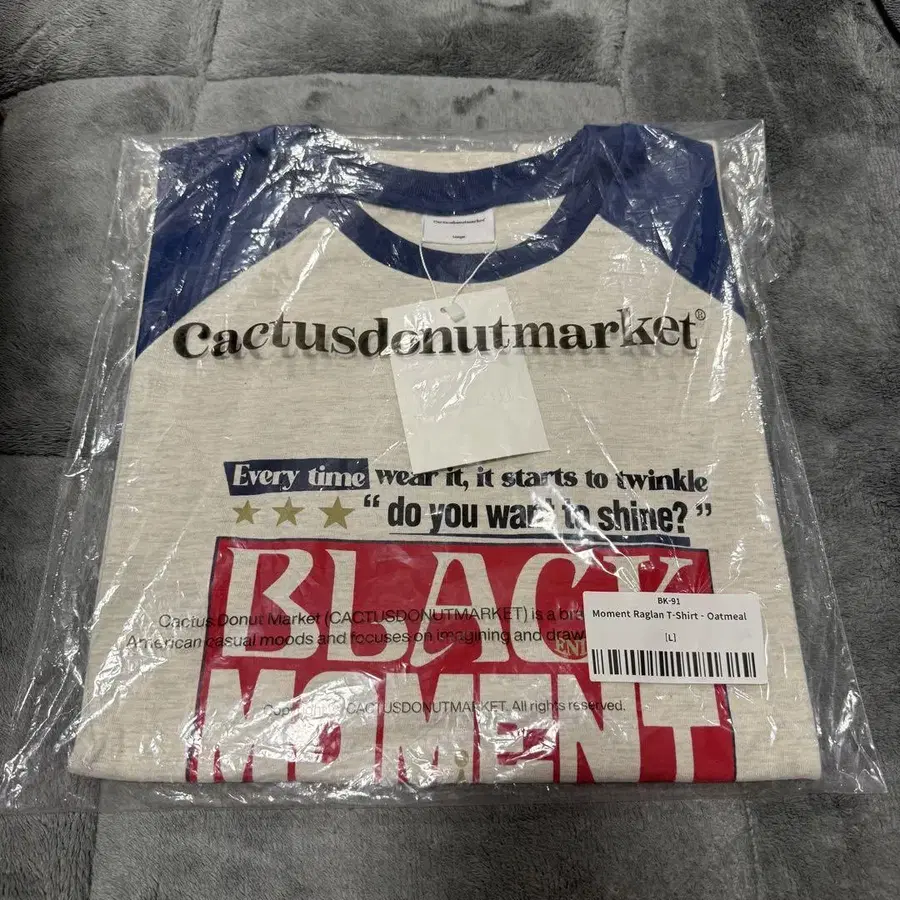 Cactusdonutmarket
Large
Cactusdonutmarket®
Every time wear it, it starts to twinkle
★★★ “do you want to shine?”
BLACK
Cactus Donut Market (CACTUSDONUTMARKET) is a
American casual moods and focuses on imagining and
BK-91
Moment Raglan T-Shirt - Oatmeal
[L]
MOMENT
CACTUSDONUTMARKET. All rights reserved.